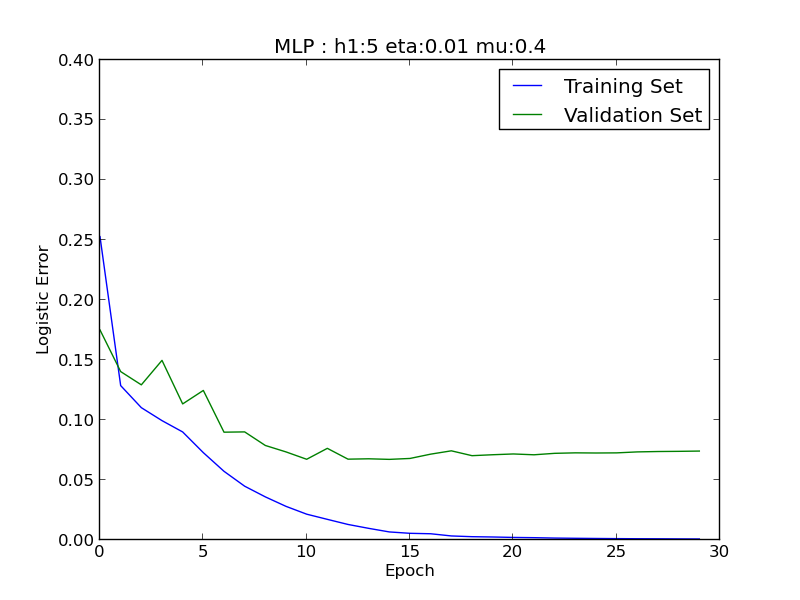 MLP : h1:5 eta:0.01 mu:0.4
Training Set
Validation Set
0.40
0.35
0.30
0.25
0.20
0.15
0.10
0.05
0.00
Logistic Error
0 5 10 15 20 25 30
Epoch